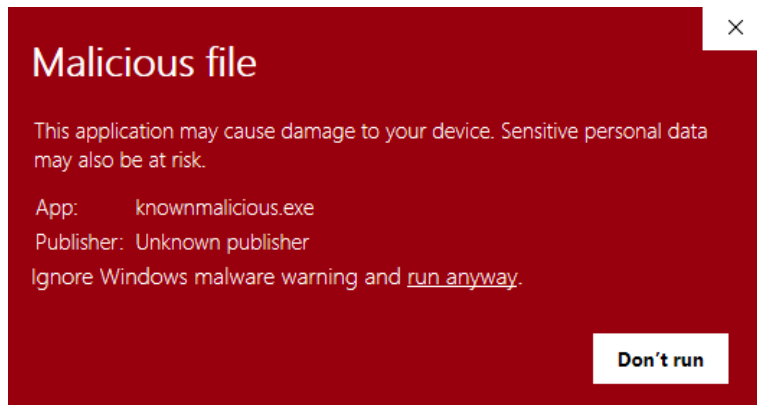 Malicious file
This application may cause damage to your device. Sensitive personal data
may also be at risk.
App: knownmalicious.exe
Publisher: Unknown publisher
Ignore Windows malware warning and run anyway.
Don't run